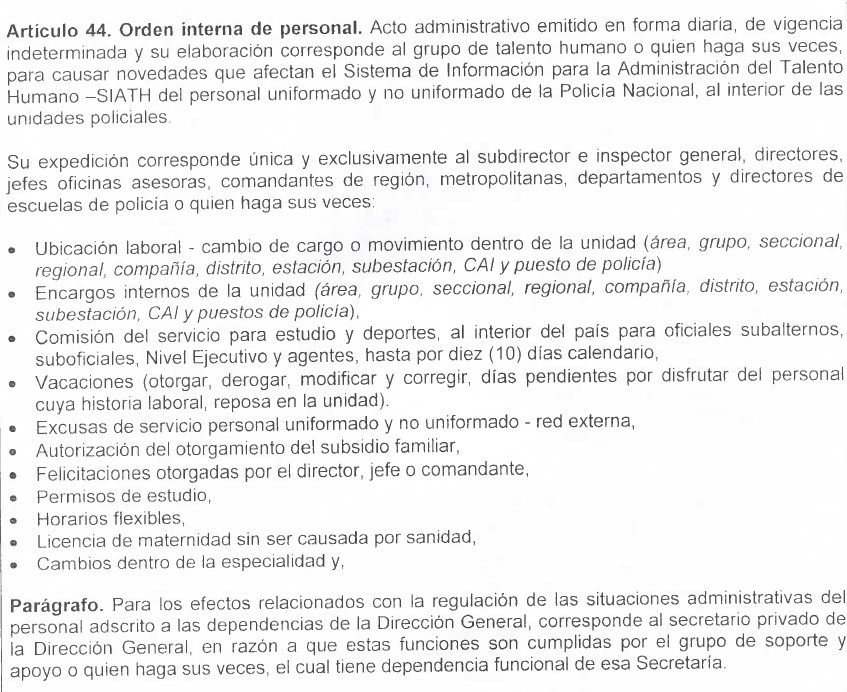 Artículo 44. Orden interna de personal. Acto administrativo emitido en forma diaria, de vigencia
indeterminada y su elaboración corresponde al grupo de talento humano o quien haga sus veces,
para causar novedades que afectan el Sistema de Información para la Administración del Talento
Humano –SIATH del personal uniformado y no uniformado de la Policía Nacional, al interior de las
unidades policiales.
Su expedición corresponde única y exclusivamente al subdirector e inspector general, directores,
jefes oficinas asesoras, comandantes de región, metropolitanas, departamentos y directores de
escuelas de policía o quien haga sus veces:
• Ubicación laboral - cambio de cargo o movimiento dentro de la unidad (área, grupo, seccional,
regional, compañía, distrito, estación, subestación, CAI y puesto de policía)
• Encargos internos de la unidad (área, grupo, seccional, regional, compañía, distrito, estación,
subestación, CAI y puestos de policía),
• Comisión del servicio para estudio y deportes, al interior del país para oficiales subalternos,
suboficiales, Nivel Ejecutivo y agentes, hasta por diez (10) días calendario,
• Vacaciones (otorgar, derogar, modificar y corregir, días pendientes por disfrutar del personal
cuya historia laboral, reposa en la unidad).
• Excusas de servicio personal uniformado y no uniformado - red externa,
• Autorización del otorgamiento del subsidio familiar,
• Felicitaciones otorgadas por el director, jefe o comandante,
• Permisos de estudio,
• Horarios flexibles,
• Licencia de maternidad sin ser causada por sanidad,
• Cambios dentro de la especialidad y,
Parágrafo. Para los efectos relacionados con la regulación de las situaciones administrativas del
personal adscrito a las dependencias de la Dirección General, corresponde al secretario privado de
la Dirección General, en razón a que estas funciones son cumplidas por el grupo de soporte y
apoyo o quien haga sus veces, el cual tiene dependencia funcional de esa Secretaría.